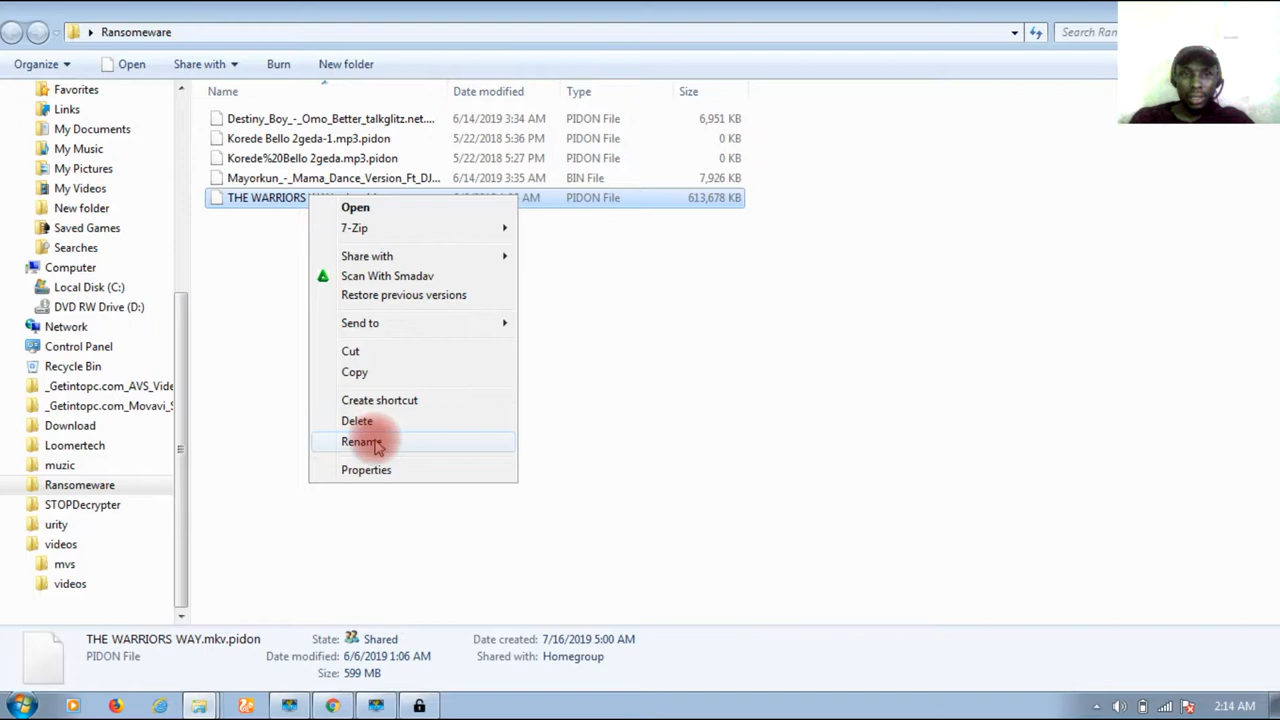 Ransomeware
Search Ran
Organize Open Share with Burn New folder
Name Date modified Type Size
Destiny_Boy_-_Omo_Better_talkglitz.net.... 6/14/2019 3:34 AM PIDON File 6,951 KB
Korede Bello 2geda-1.mp3.pidon 5/22/2018 5:36 PM PIDON File 0 KB
Korede%20Bello 2geda.mp3.pidon 5/22/2018 5:27 PM PIDON File 0 KB
Mayorkun_-_Mama_Dance_Version_Ft_DJ... 6/14/2019 3:35 AM BIN File 7,926 KB
THE WARRIORS AM PIDON File 613,678 KB
Favorites
Links
My Documents
My Music
My Pictures
My Videos
New folder
Saved Games
Searches
Computer
Local Disk (C:)
DVD RW Drive (D:)
Network
Control Panel
Recycle Bin
_Getintopc.com_AVS_Vide
_Getintopc.com_Movavi_S
Download
Loomertech
muzic
Ransomeware
STOPDecrypter
urity
videos
mvs
videos
Open
7-Zip
Share with
Scan With Smadav
Restore previous versions
Send to
Cut
Copy
Create shortcut
Delete
Rename
Properties
THE WARRIORS WAY.mkv.pidon State: Shared Date created: 7/16/2019 5:00 AM
PIDON File Date modified: 6/6/2019 1:06 AM Shared with: Homegroup
Size: 599 MB
2:14 AM